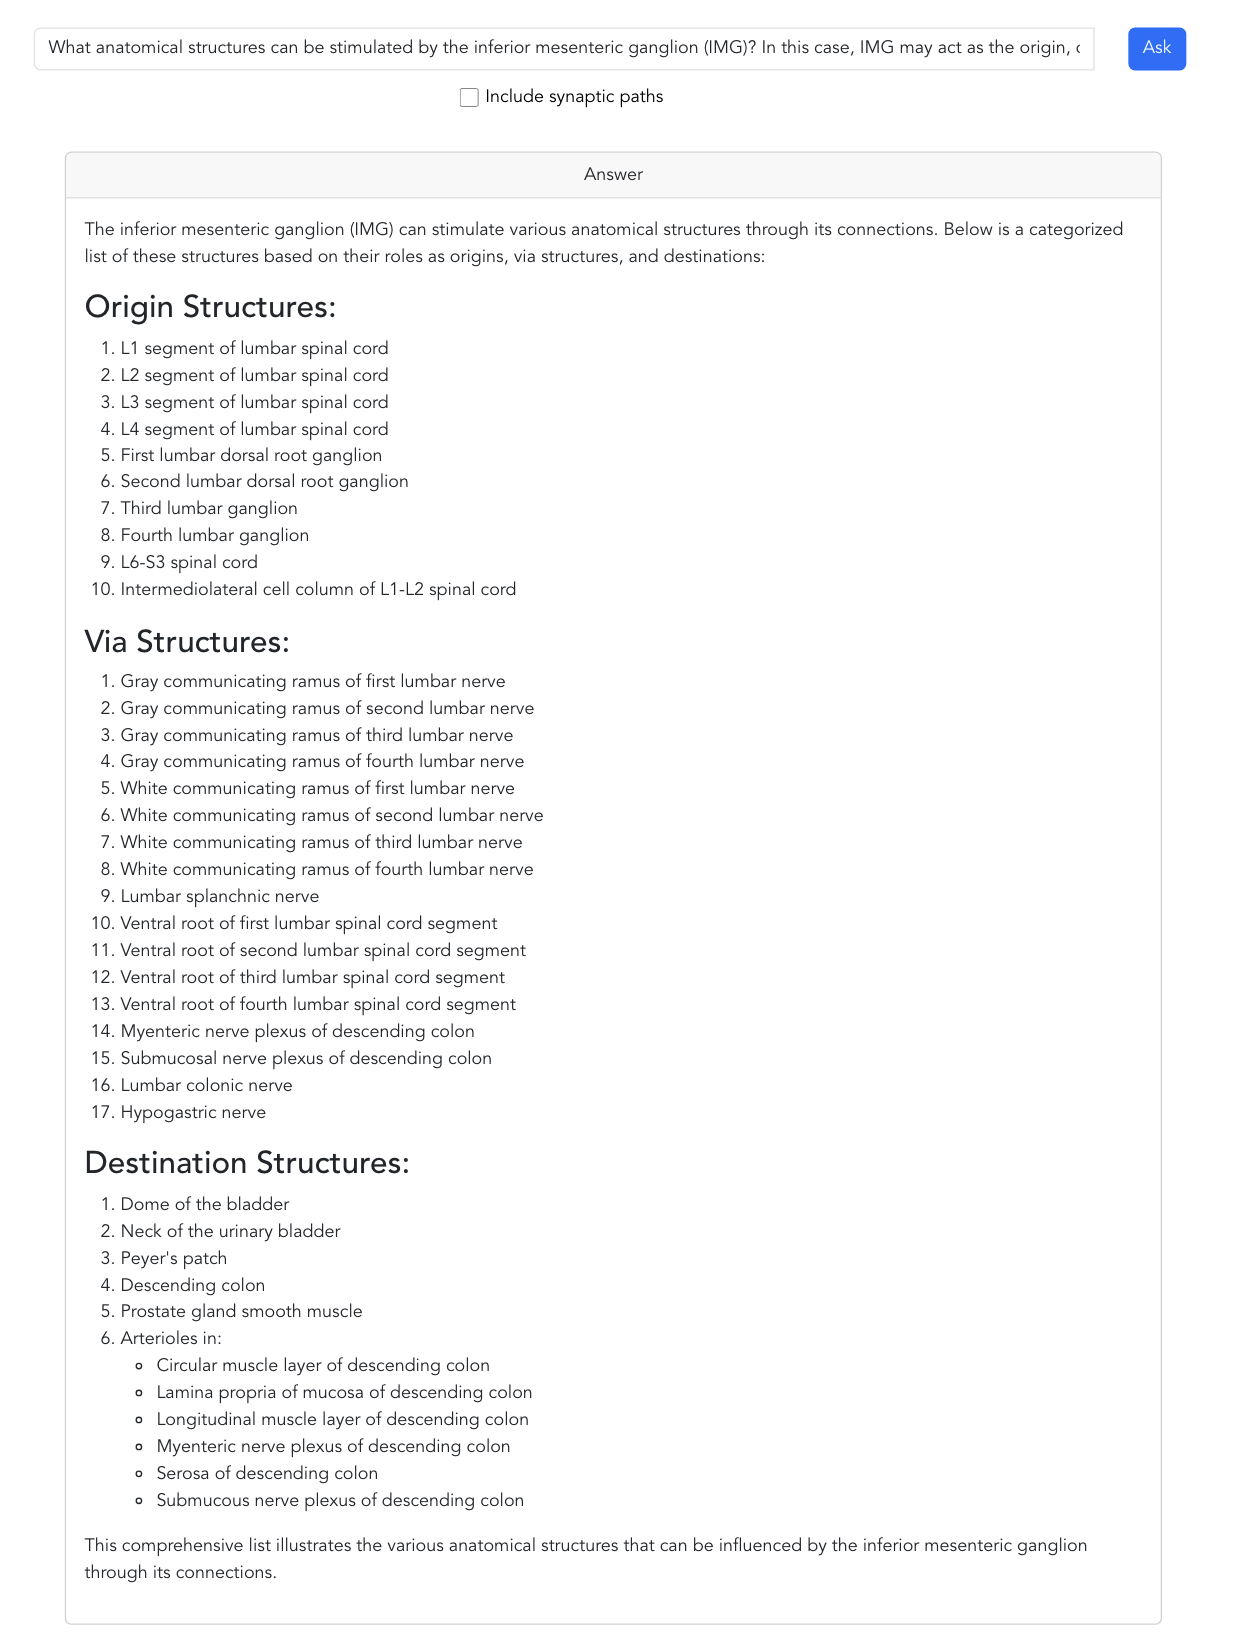 What anatomical structures can be stimulated by the inferior mesenteric ganglion (IMG)? In this case, IMG may act as the origin,
Ask
Include synaptic paths
Answer
The inferior mesenteric ganglion (IMG) can stimulate various anatomical structures through its connections. Below is a categorized
list of these structures based on their roles as origins, via structures, and destinations:
Origin Structures:
1. L1 segment of lumbar spinal cord
2. L2 segment of lumbar spinal cord
3. L3 segment of lumbar spinal cord
4. L4 segment of lumbar spinal cord
5. First lumbar dorsal root ganglion
6. Second lumbar dorsal root ganglion
7. Third lumbar ganglion
8. Fourth lumbar ganglion
9. L6-S3 spinal cord
10. Intermediolateral cell column of L1-L2 spinal cord
Via Structures:
1. Gray communicating ramus of first lumbar nerve
2. Gray communicating ramus of second lumbar nerve
3. Gray communicating ramus of third lumbar nerve
4. Gray communicating ramus of fourth lumbar nerve
5. White communicating ramus of first lumbar nerve
6. White communicating ramus of second lumbar nerve
7. White communicating ramus of third lumbar nerve
8. White communicating ramus of fourth lumbar nerve
9. Lumbar splanchnic nerve
10. Ventral root of first lumbar spinal cord segment
11. Ventral root of second lumbar spinal cord segment
12. Ventral root of third lumbar spinal cord segment
13. Ventral root of fourth lumbar spinal cord segment
14. Myenteric nerve plexus of descending colon
15. Submucosal nerve plexus of descending colon
16. Lumbar colonic nerve
17. Hypogastric nerve
Destination Structures:
1. Dome of the bladder
2. Neck of the urinary bladder
3. Peyer's patch
4. Descending colon
5. Prostate gland smooth muscle
6. Arterioles in:
Circular muscle layer of descending colon
Lamina propria of mucosa of descending colon
Longitudinal muscle layer of descending colon
Myenteric nerve plexus of descending colon
Serosa of descending colon
Submucous nerve plexus of descending colon
This comprehensive list illustrates the various anatomical structures that can be influenced by the inferior mesenteric ganglion
through its connections.